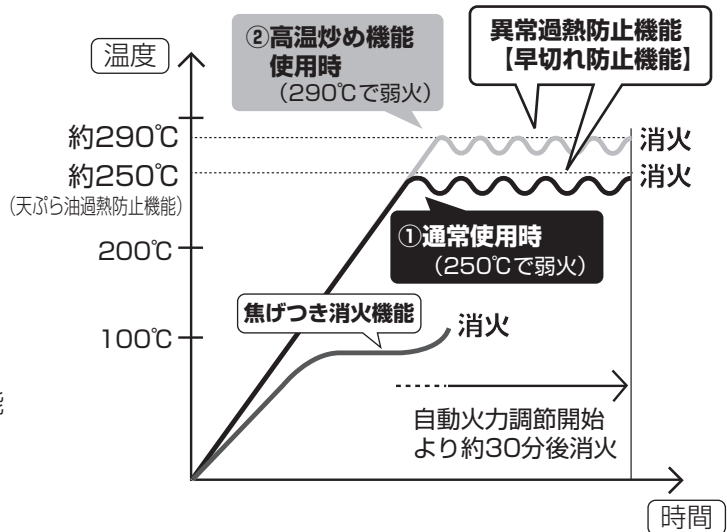 温度
②高温炒め機能
使用時
（290℃で弱火）
異常過熱防止機能
【早切れ防止機能】
約290℃
消火
約250℃
消火
（天ぷら油過熱防止機能）
①通常使用時
（250℃で弱火）
200℃
焦げつき消火機能
消火
100℃
能
自動火力調節開始
より約30分後消火
時間